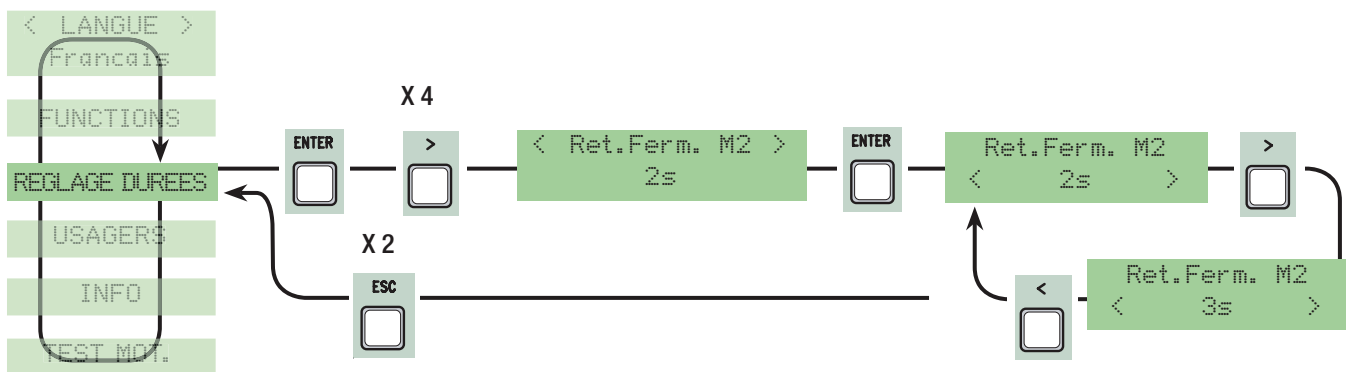 < LANGUE >
Francais
FUNCTIONS
REGLAGE DUREES
USAGERS
INFO
TEST MOT.
ENTER
X 4
>
< Ret.Ferm. M2 >
2s
ENTER
Ret.Ferm. M2
< 2s >
>
X 2
ESC
<
Ret.Ferm. M2
< 3s >